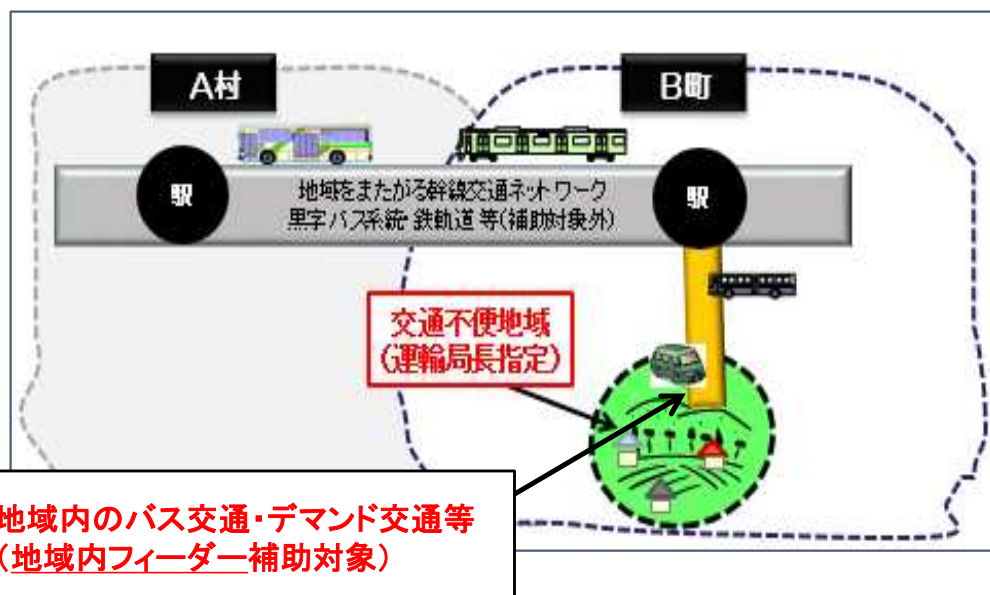 A村
B町
駅
駅
地域をまたがる幹線交通ネットワーク
黒字バス系統・鉄軌道等(補助対象外)
交通不便地域
(運輸局長指定)
地域内のバス交通・デマンド交通等
(地域内フィーダー補助対象)